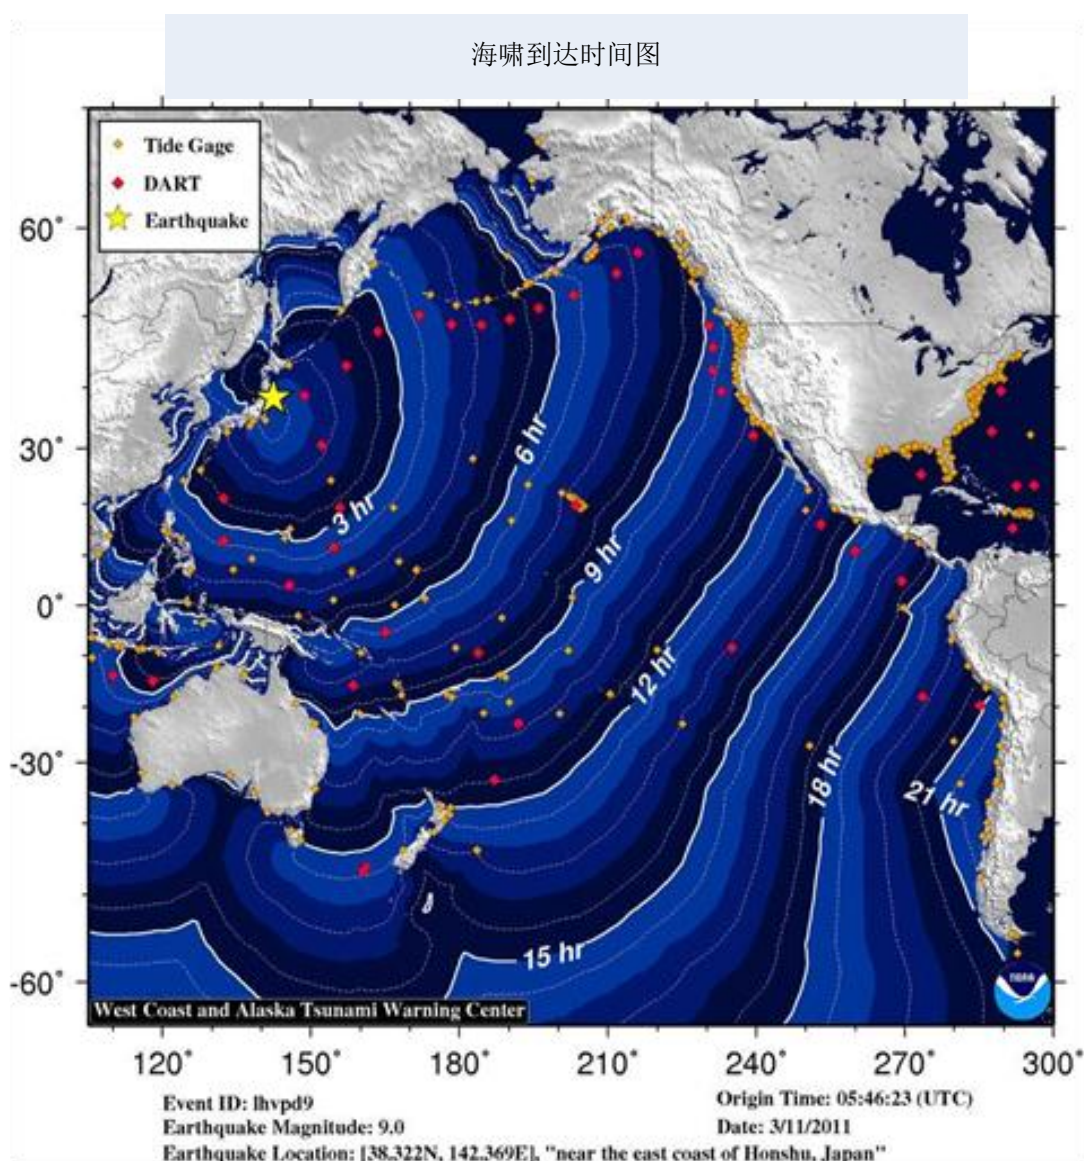 海啸到达时间图
Tide Gage
DART
Earthquake
60°
30°
0°
-30°
-60°
3 hr
6 hr
9 hr
12 hr
15 hr
18 hr
21 hr
NOAA
West Coast and Alaska Tsunami Warning Center
120° 150° 180° 210° 240° 270° 300°
Event ID: lhvpd9
Origin Time: 05:46:23 (UTC)
Earthquake Magnitude: 9.0
Date: 3/11/2011
Earthquake Location: [38.322N, 142.369E], "near the east coast of Honshu, Japan"